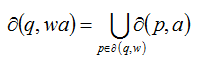 ∂(q, wa) = ⋃ ∂(p, a)
p∈∂(q,w)